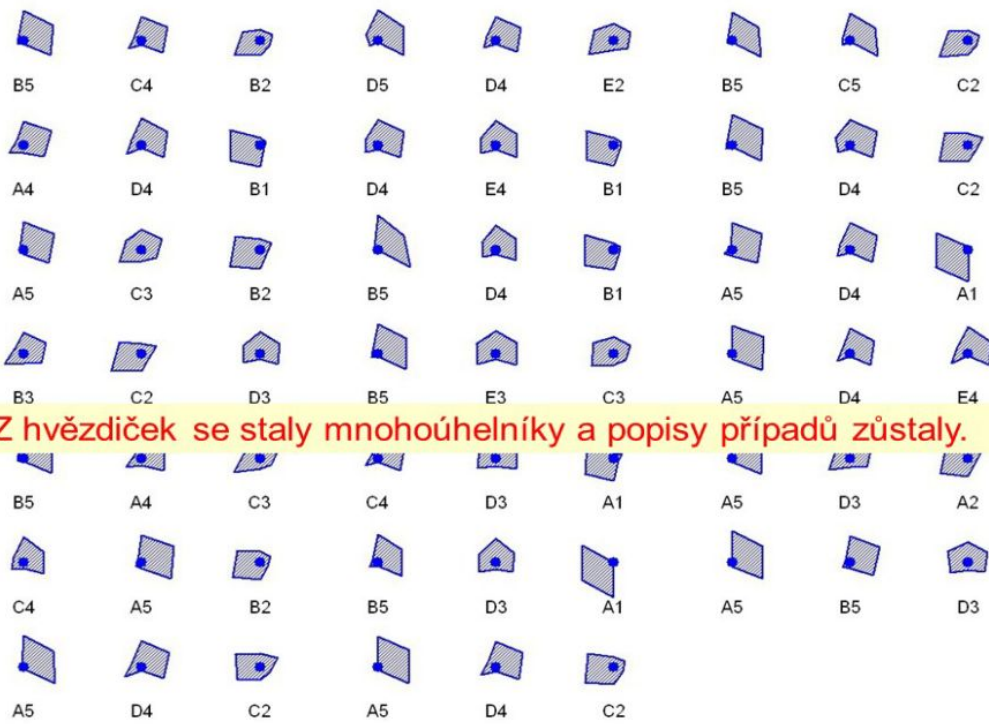 B5 C4 B2 D5 D4 E2 B5 C5 C2
A4 D4 B1 D4 E4 B1 B5 D4 C2
A5 C3 B2 B5 D4 B1 A5 D4 A1
B3 C2 D3 B5 E3 C3 A5 D4 E4
Z hvězdiček se staly mnohoúhelníky a popisy případů zůstaly.
B5 A4 C3 C4 D3 A1 A5 D3 A2
C4 A5 B2 B5 D3 A1 A5 B5 D3
A5 D4 C2 A5 D4 C2